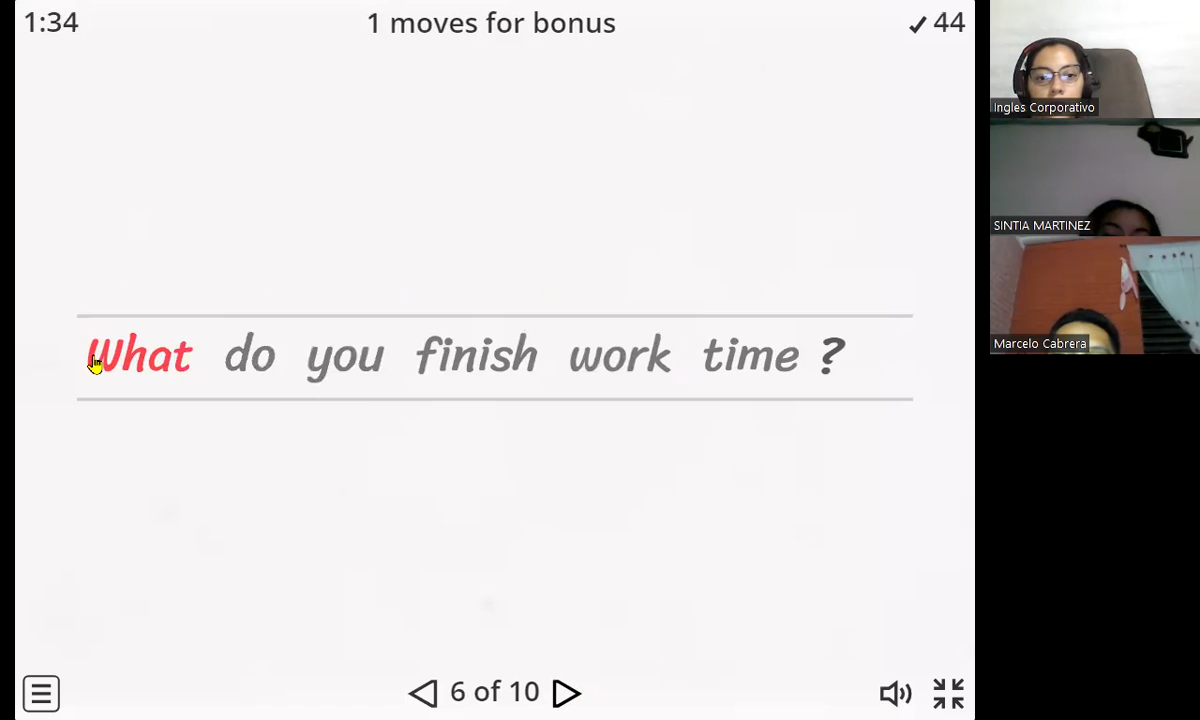 1:34 1 moves for bonus ✓ 44
Ingles Corporativo
SINTIA MARTINEZ
What do you finish work time ?
Marcelo Cabrera
6 of 10